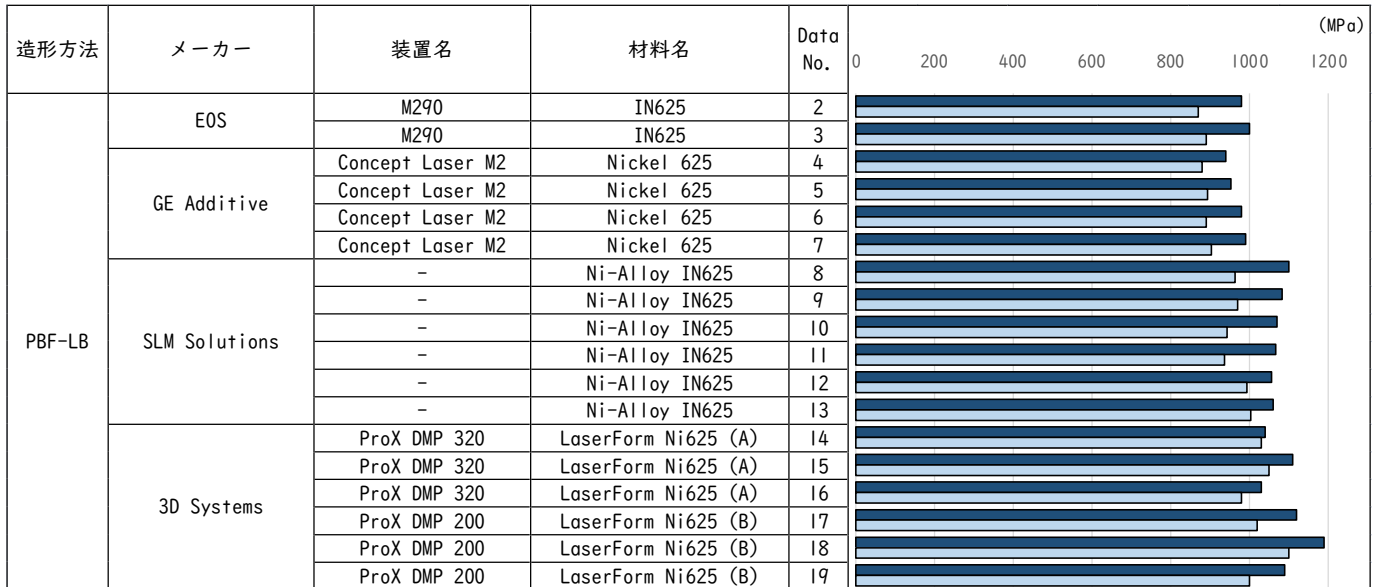 造形方法 メーカー 装置名 材料名 Data No. (MPa)
0 200 400 600 800 1000 1200
PBF-LB
EOS
M290 IN625 2
M290 IN625 3
GE Additive
Concept Laser M2 Nickel 625 4
Concept Laser M2 Nickel 625 5
Concept Laser M2 Nickel 625 6
Concept Laser M2 Nickel 625 7
SLM Solutions
- Ni-Alloy IN625 8
- Ni-Alloy IN625 9
- Ni-Alloy IN625 10
- Ni-Alloy IN625 11
- Ni-Alloy IN625 12
- Ni-Alloy IN625 13
3D Systems
ProX DMP 320 LaserForm Ni625 (A) 14
ProX DMP 320 LaserForm Ni625 (A) 15
ProX DMP 320 LaserForm Ni625 (A) 16
ProX DMP 200 LaserForm Ni625 (B) 17
ProX DMP 200 LaserForm Ni625 (B) 18
ProX DMP 200 LaserForm Ni625 (B) 19